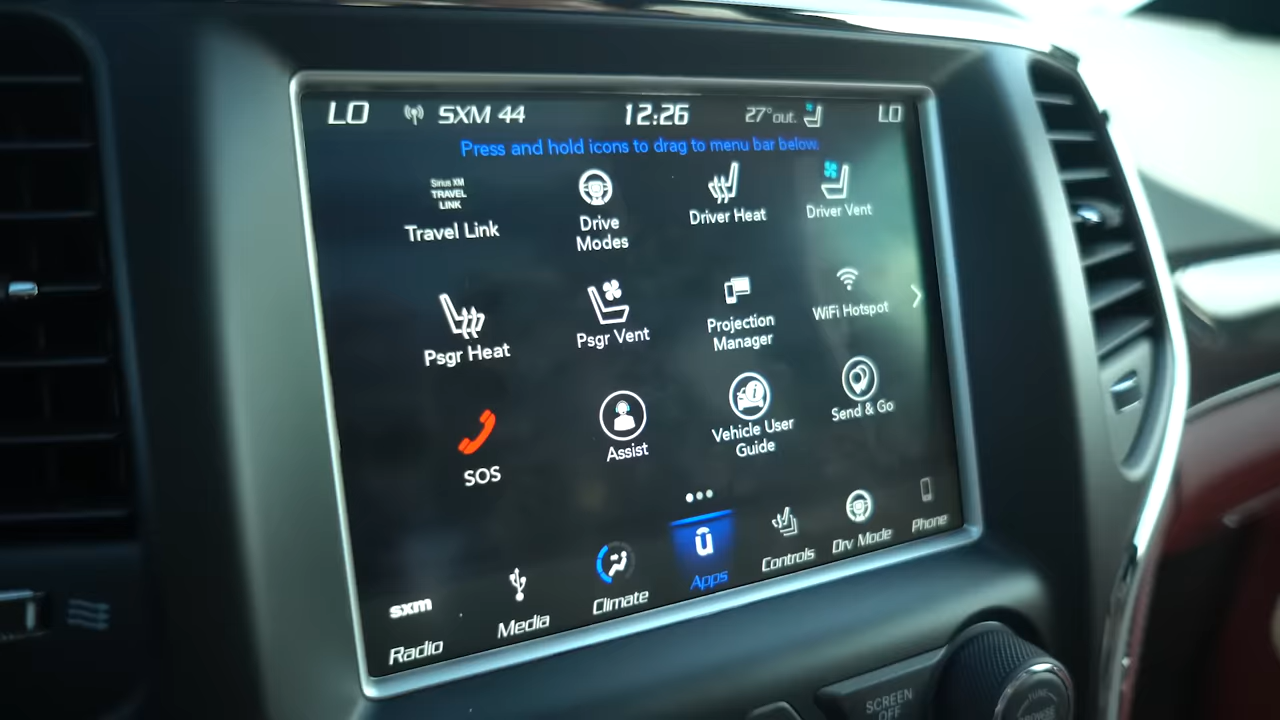 LO SXM 44 12:26 27° out. LO
Press and hold icons to drag to menu bar below.
Sirius XM
TRAVEL
LINK
Travel Link
Drive
Modes
Driver Heat
Driver Vent
Psgr Heat
Psgr Vent
Projection
Manager
WiFi Hotspot
SOS
Assist
Vehicle User
Guide
Send & Go
sxm
Radio
Media
Climate
ū
Apps
Controls
Drv Mode
Phone
SCREEN
OFF
TUNE